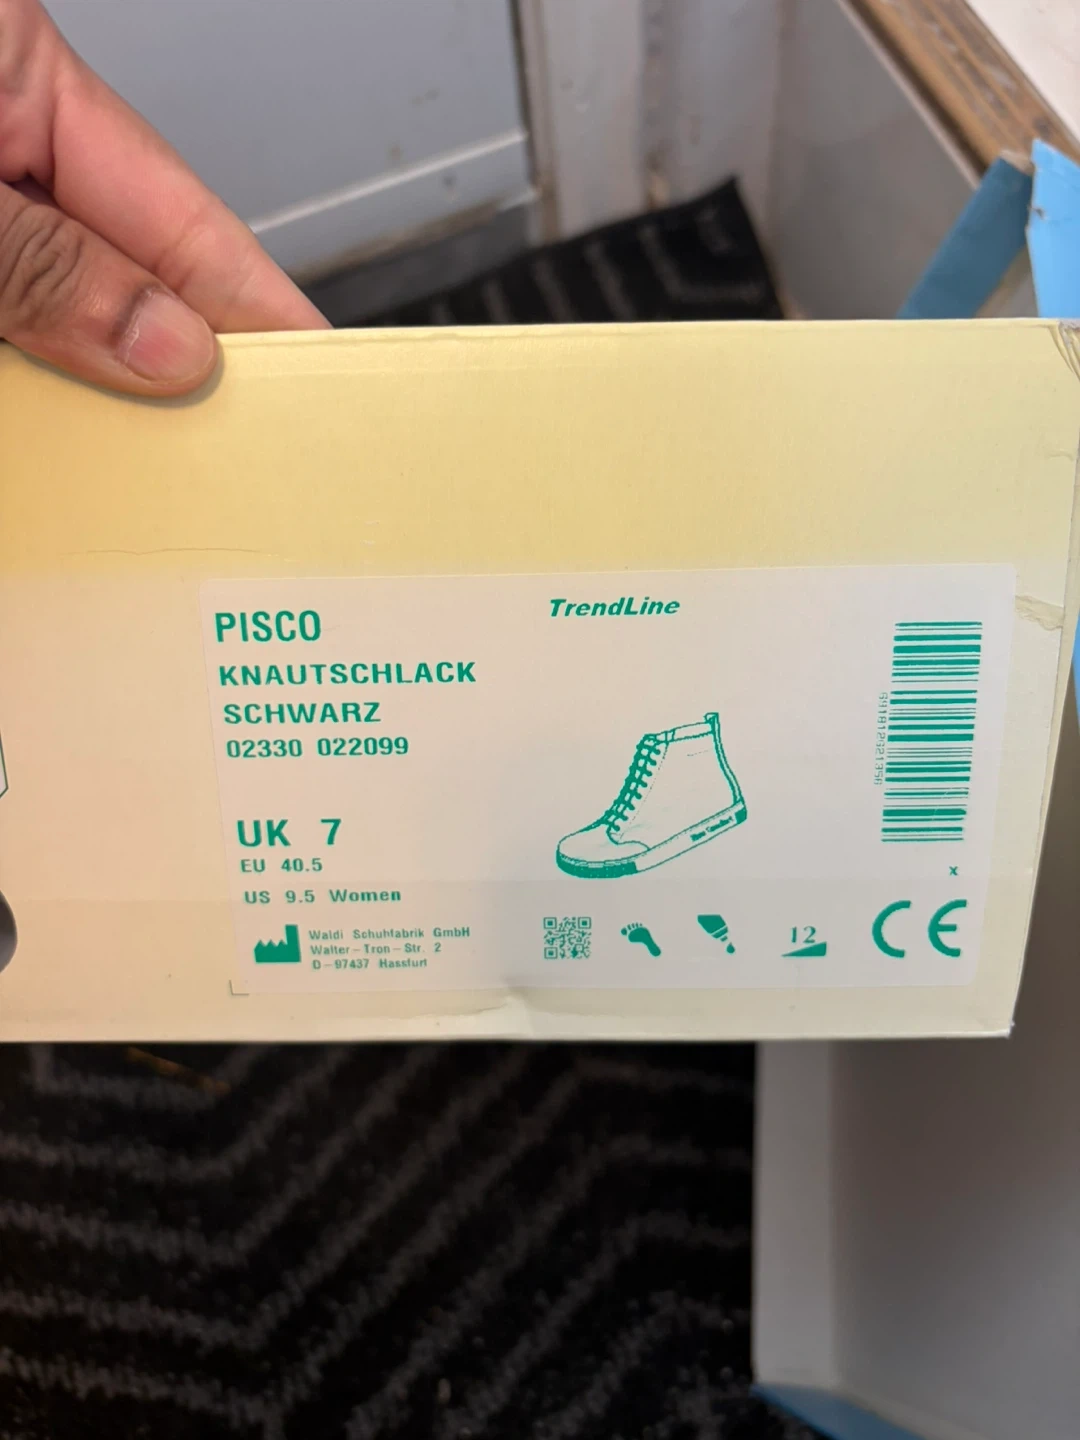 PISCO
TrendLine
KNAUTSCHLACK
SCHWARZ
02330 022099
UK 7
EU 40.5
US 9.5 Women
Waldi Schuhfabrik GmbH
Walter-Tron-Str. 2
D-97437 Hassfurt
12
CE
x